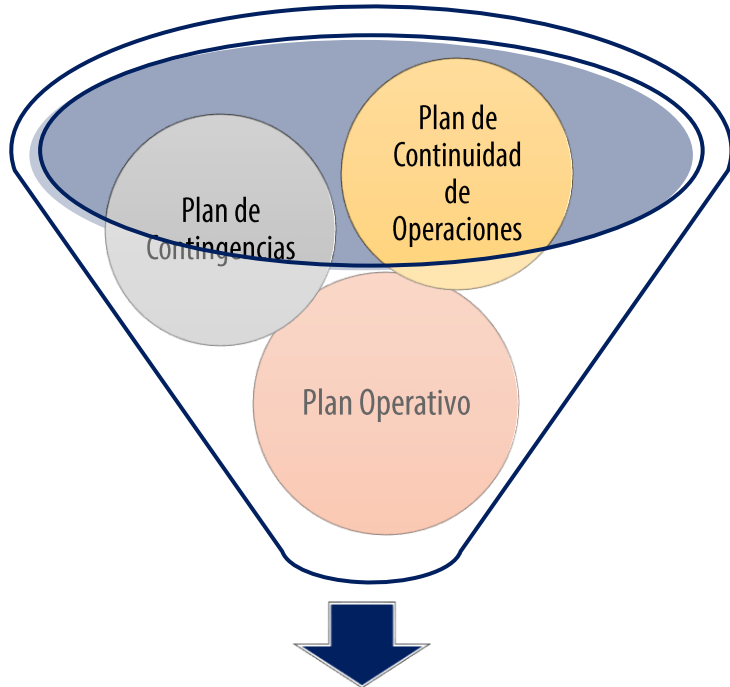 Plan de
Continuidad
de
Operaciones
Plan de
Contingencias
Plan Operativo